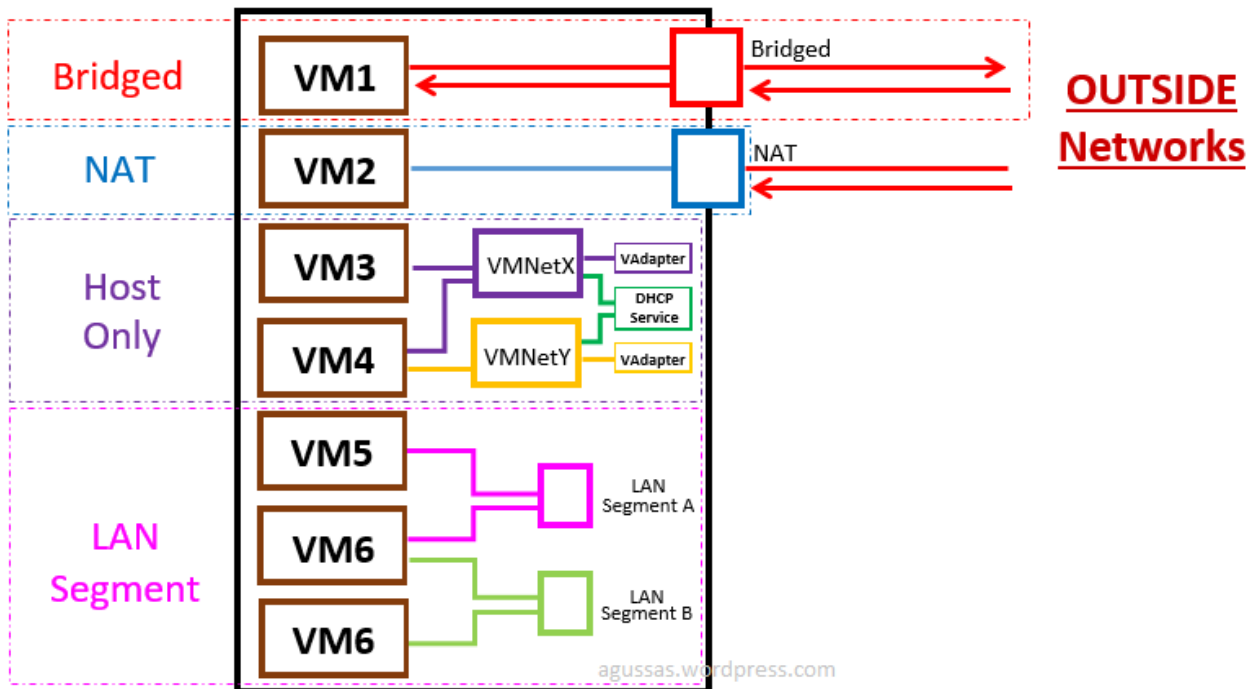 Bridged
VM1
Bridged
OUTSIDE
Networks
NAT
VM2
NAT
Host
Only
VM3
VMNetX
VAdapter
DHCP
Service
VM4
VMNetY
VAdapter
LAN
Segment
VM5
LAN
Segment A
VM6
LAN
Segment B
VM6
agussas.wordpress.com